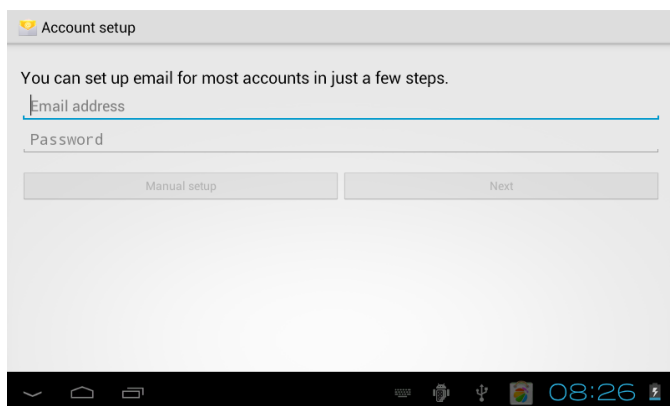 Account setup
You can set up email for most accounts in just a few steps.
Email address
Password
Manual setup
Next
08:26